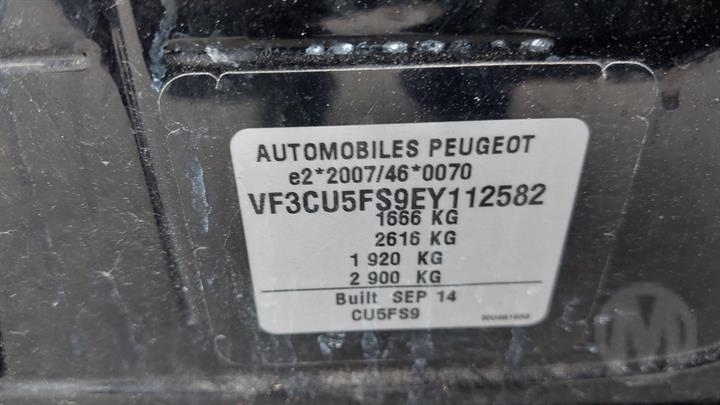 AUTOMOBILES PEUGEOT
e2*2007/46*0070
VF3CU5FS9EY112582
1666 KG
2616 KG
1 920 KG
2 900 KG
Built SEP 14
CU5FS9
M